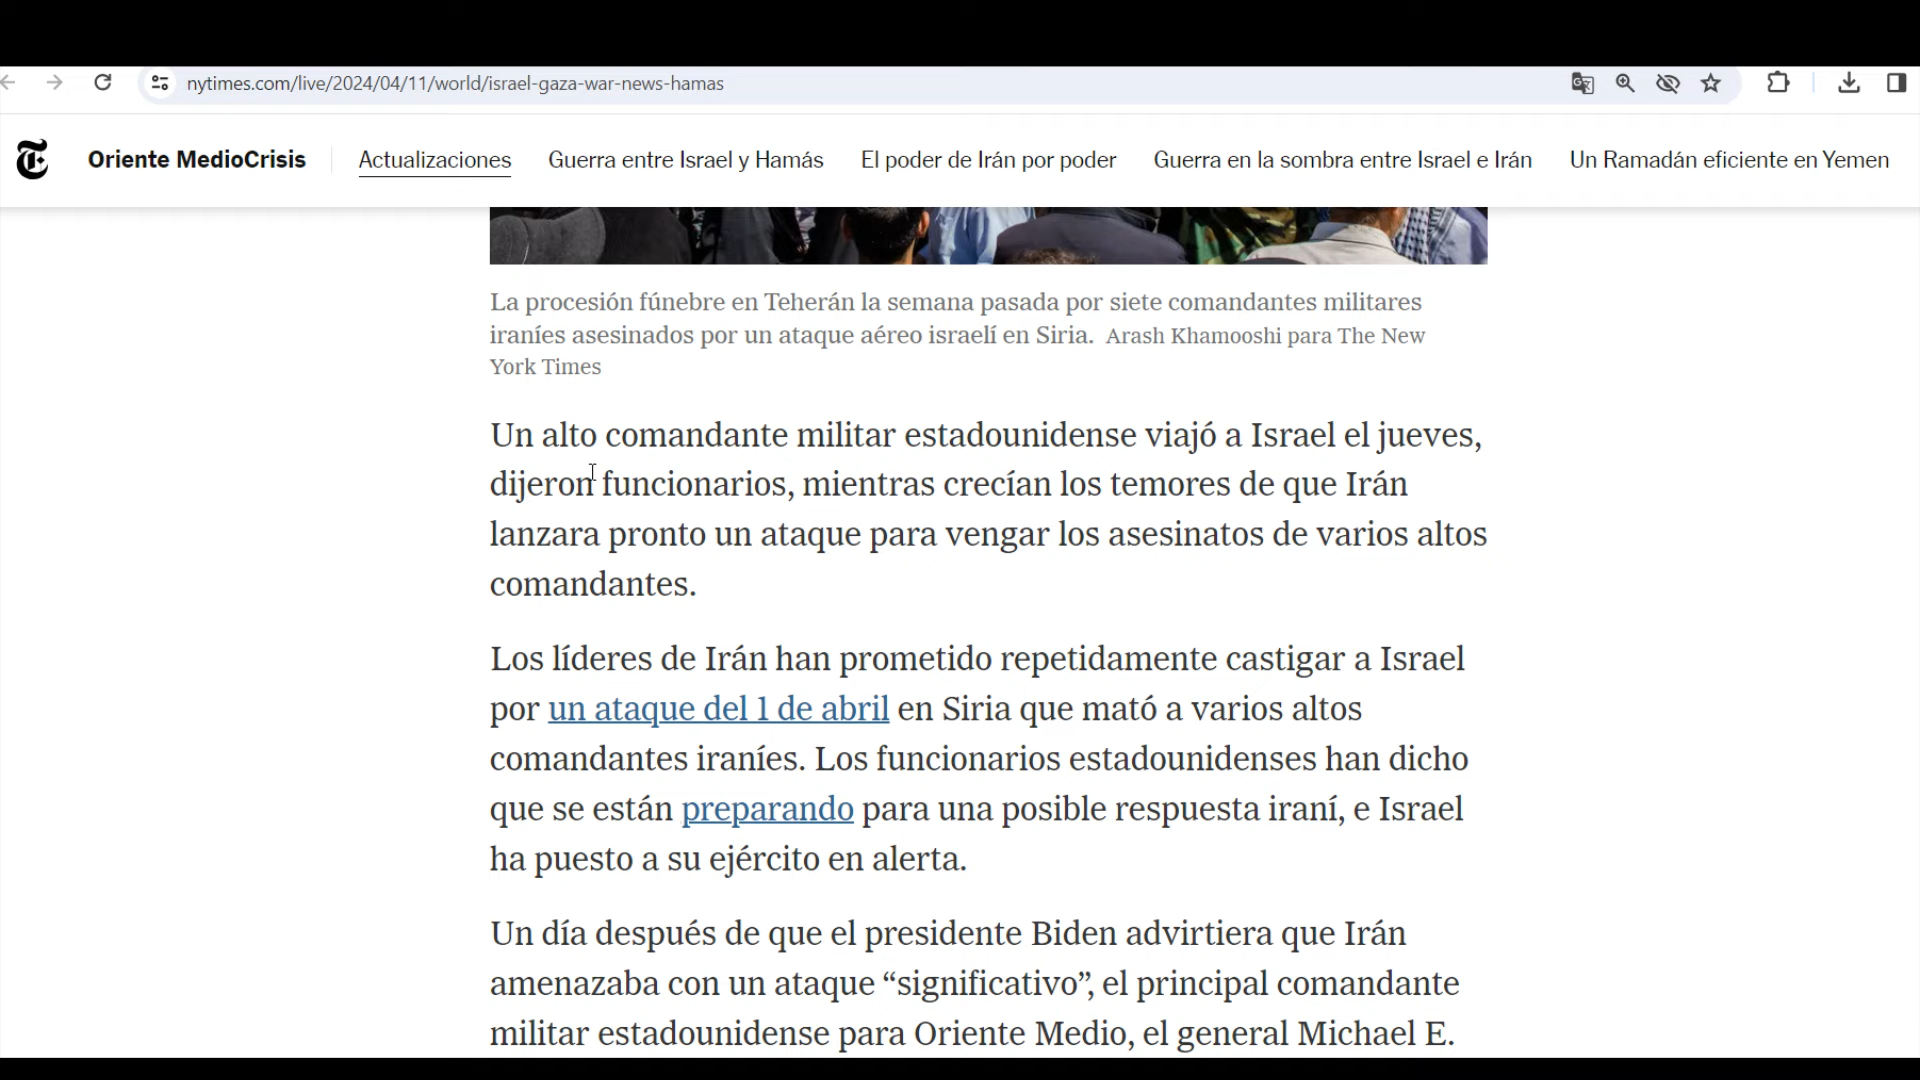 nytimes.com/live/2024/04/11/world/israel-gaza-war-news-hamas
Oriente MedioCrisis Actualizaciones Guerra entre Israel y Hamás El poder de Irán por poder Guerra en la sombra entre Israel e Irán Un Ramadán eficiente en Yemen
La procesión fúnebre en Teherán la semana pasada por siete comandantes militares
iraníes asesinados por un ataque aéreo israelí en Siria. Arash Khamooshi para The New
York Times
Un alto comandante militar estadounidense viajó a Israel el jueves,
dijeron funcionarios, mientras crecían los temores de que Irán
lanzara pronto un ataque para vengar los asesinatos de varios altos
comandantes.
Los líderes de Irán han prometido repetidamente castigar a Israel
por un ataque del 1 de abril en Siria que mató a varios altos
comandantes iraníes. Los funcionarios estadounidenses han dicho
que se están preparando para una posible respuesta iraní, e Israel
ha puesto a su ejército en alerta.
Un día después de que el presidente Biden advirtiera que Irán
amenazaba con un ataque “significativo”, el principal comandante
militar estadounidense para Oriente Medio, el general Michael E.